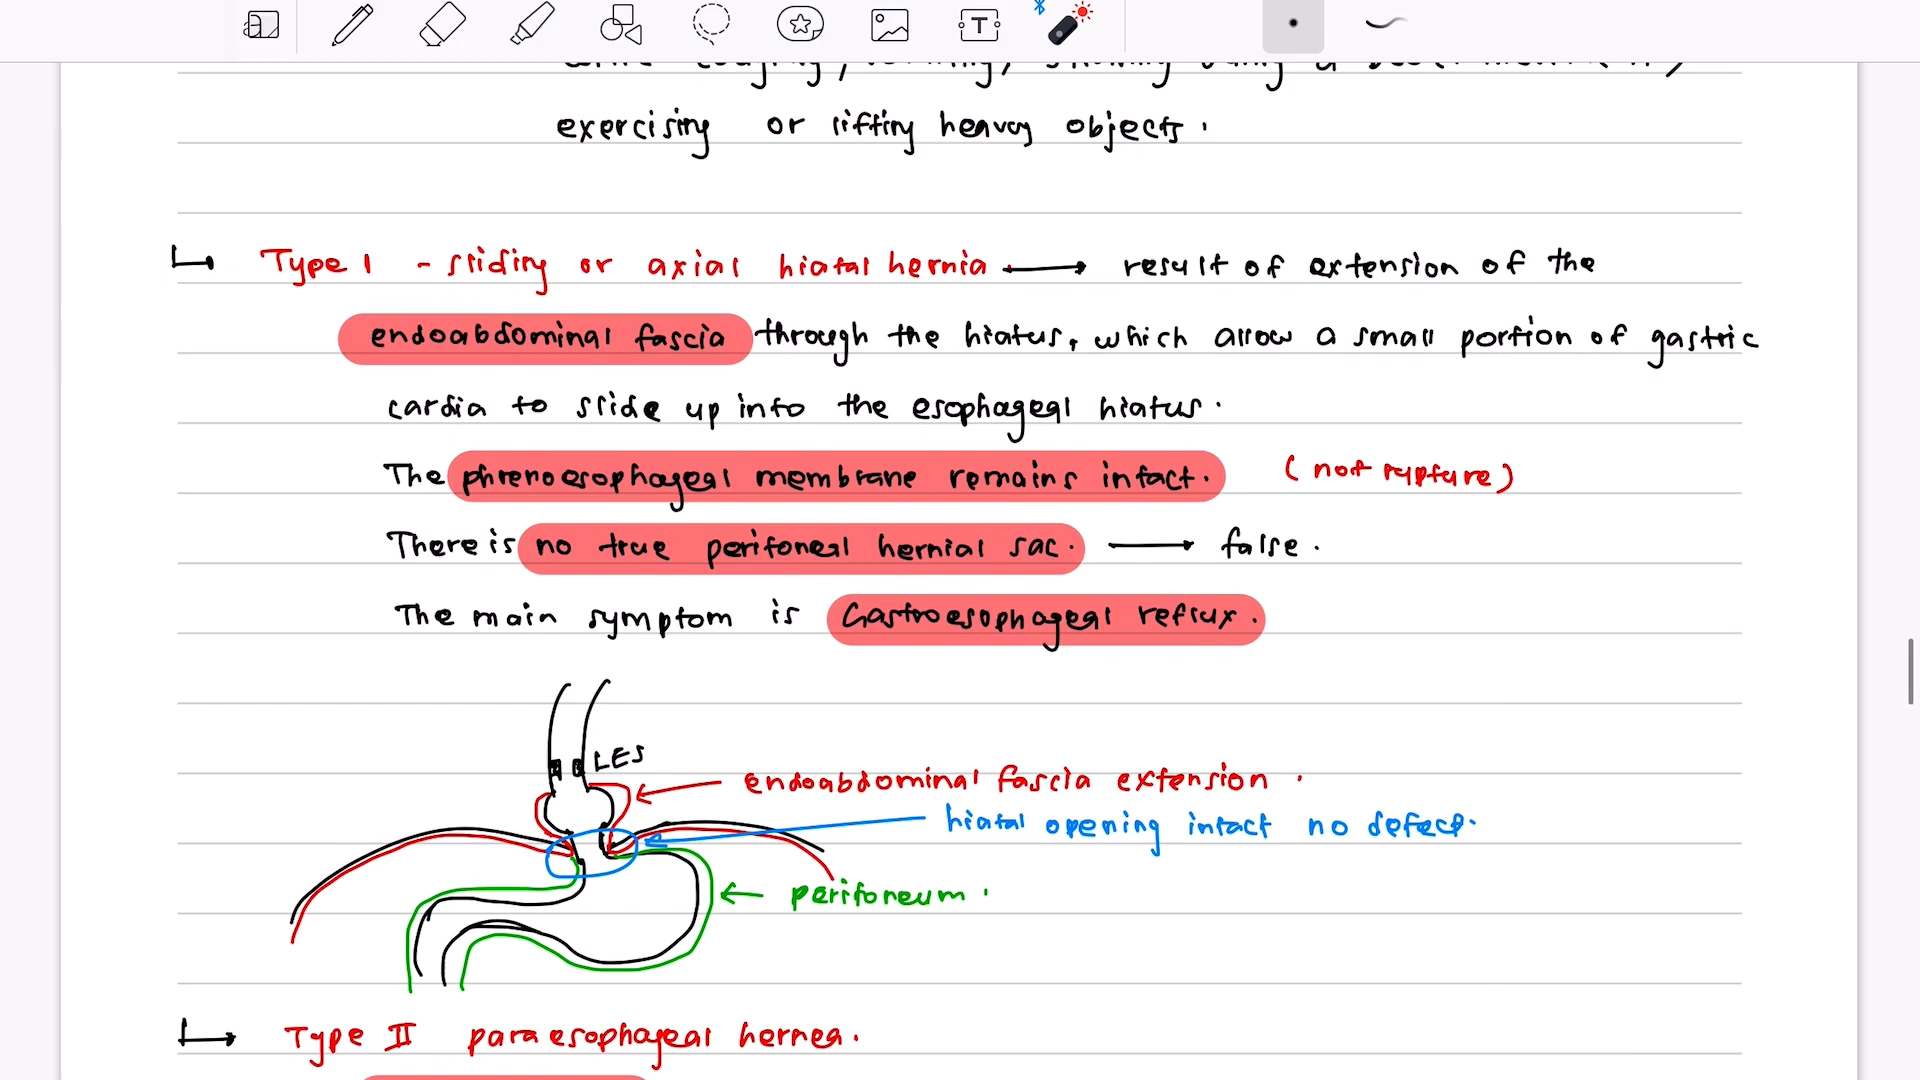 exercising or lifting heavy objects.
Type I - sliding or axial hiatal hernia → result of extension of the
endoabdominal fascia through the hiatus, which allow a small portion of gastric
cardia to slide up into the esophageal hiatus.
The phrenoesophageal membrane remains intact. (not rupture)
There is no true peritoneal hernial sac. → false.
The main symptom is Gastroesophageal reflux.
LES
endoabdominal fascia extension.
hiatal opening intact no defect.
peritoneum.
Type II paraesophageal hernea.